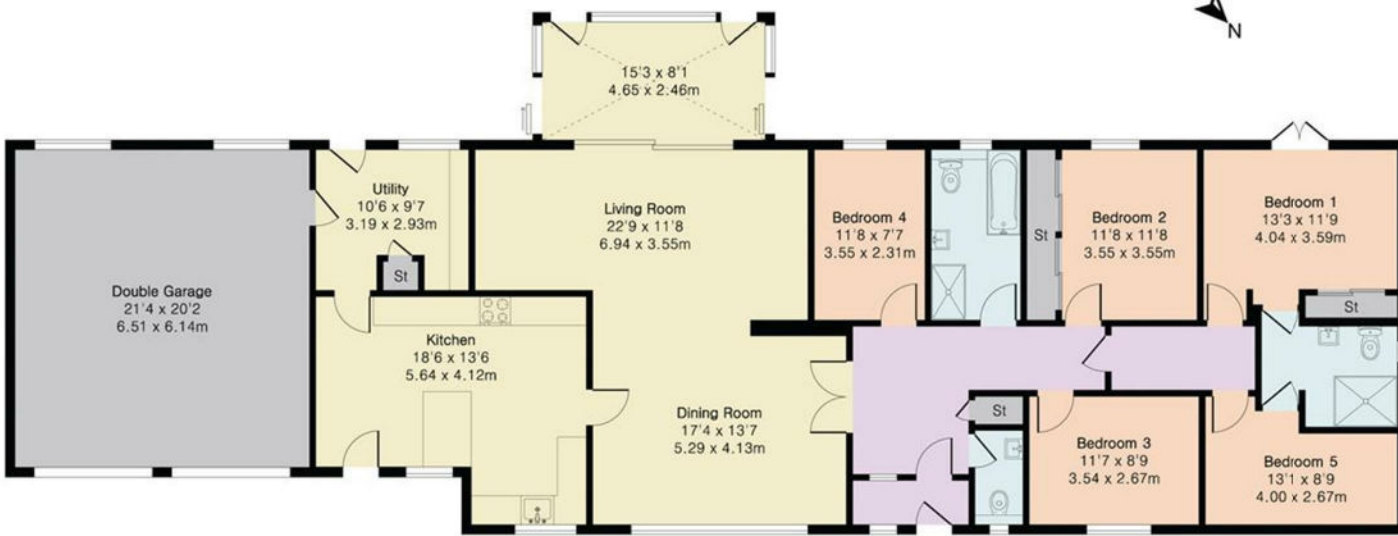 N
15'3 x 8'1
4.65 x 2.46m
Utility
10'6 x 9'7
3.19 x 2.93m
St
Living Room
22'9 x 11'8
6.94 x 3.55m
Bedroom 4
11'8 x 7'7
3.55 x 2.31m
St
Bedroom 2
11'8 x 11'8
3.55 x 3.55m
Bedroom 1
13'3 x 11'9
4.04 x 3.59m
St
Double Garage
21'4 x 20'2
6.51 x 6.14m
Kitchen
18'6 x 13'6
5.64 x 4.12m
Dining Room
17'4 x 13'7
5.29 x 4.13m
St
Bedroom 3
11'7 x 8'9
3.54 x 2.67m
Bedroom 5
13'1 x 8'9
4.00 x 2.67m